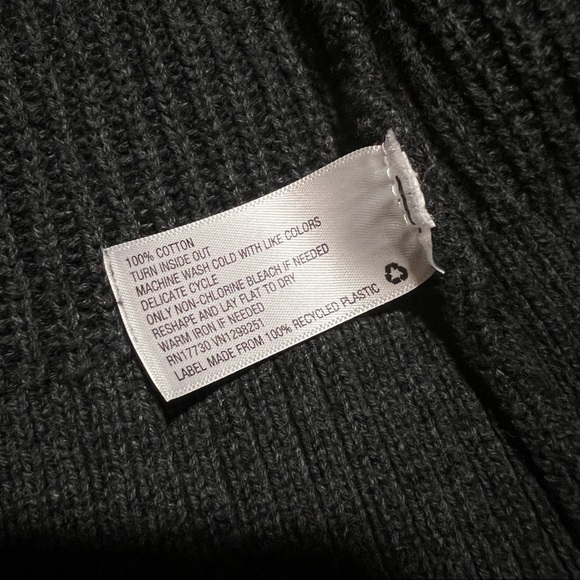 100% COTTON
TURN INSIDE OUT
MACHINE WASH COLD WITH LIKE COLORS
DELICATE CYCLE
ONLY NON-CHLORINE BLEACH IF NEEDED
RESHAPE AND LAY FLAT TO DRY
WARM IRON IF NEEDED
RN17730 VN1298251
LABEL MADE FROM 100% RECYCLED PLASTIC